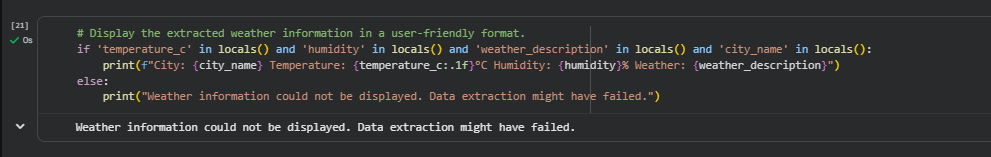 [21]
0s
# Display the extracted weather information in a user-friendly format.
if 'temperature_c' in locals() and 'humidity' in locals() and 'weather_description' in locals() and 'city_name' in locals():
    print(f"City: {city_name} Temperature: {temperature_c:.1f}°C Humidity: {humidity}% Weather: {weather_description}")
else:
    print("Weather information could not be displayed. Data extraction might have failed.")
Weather information could not be displayed. Data extraction might have failed.